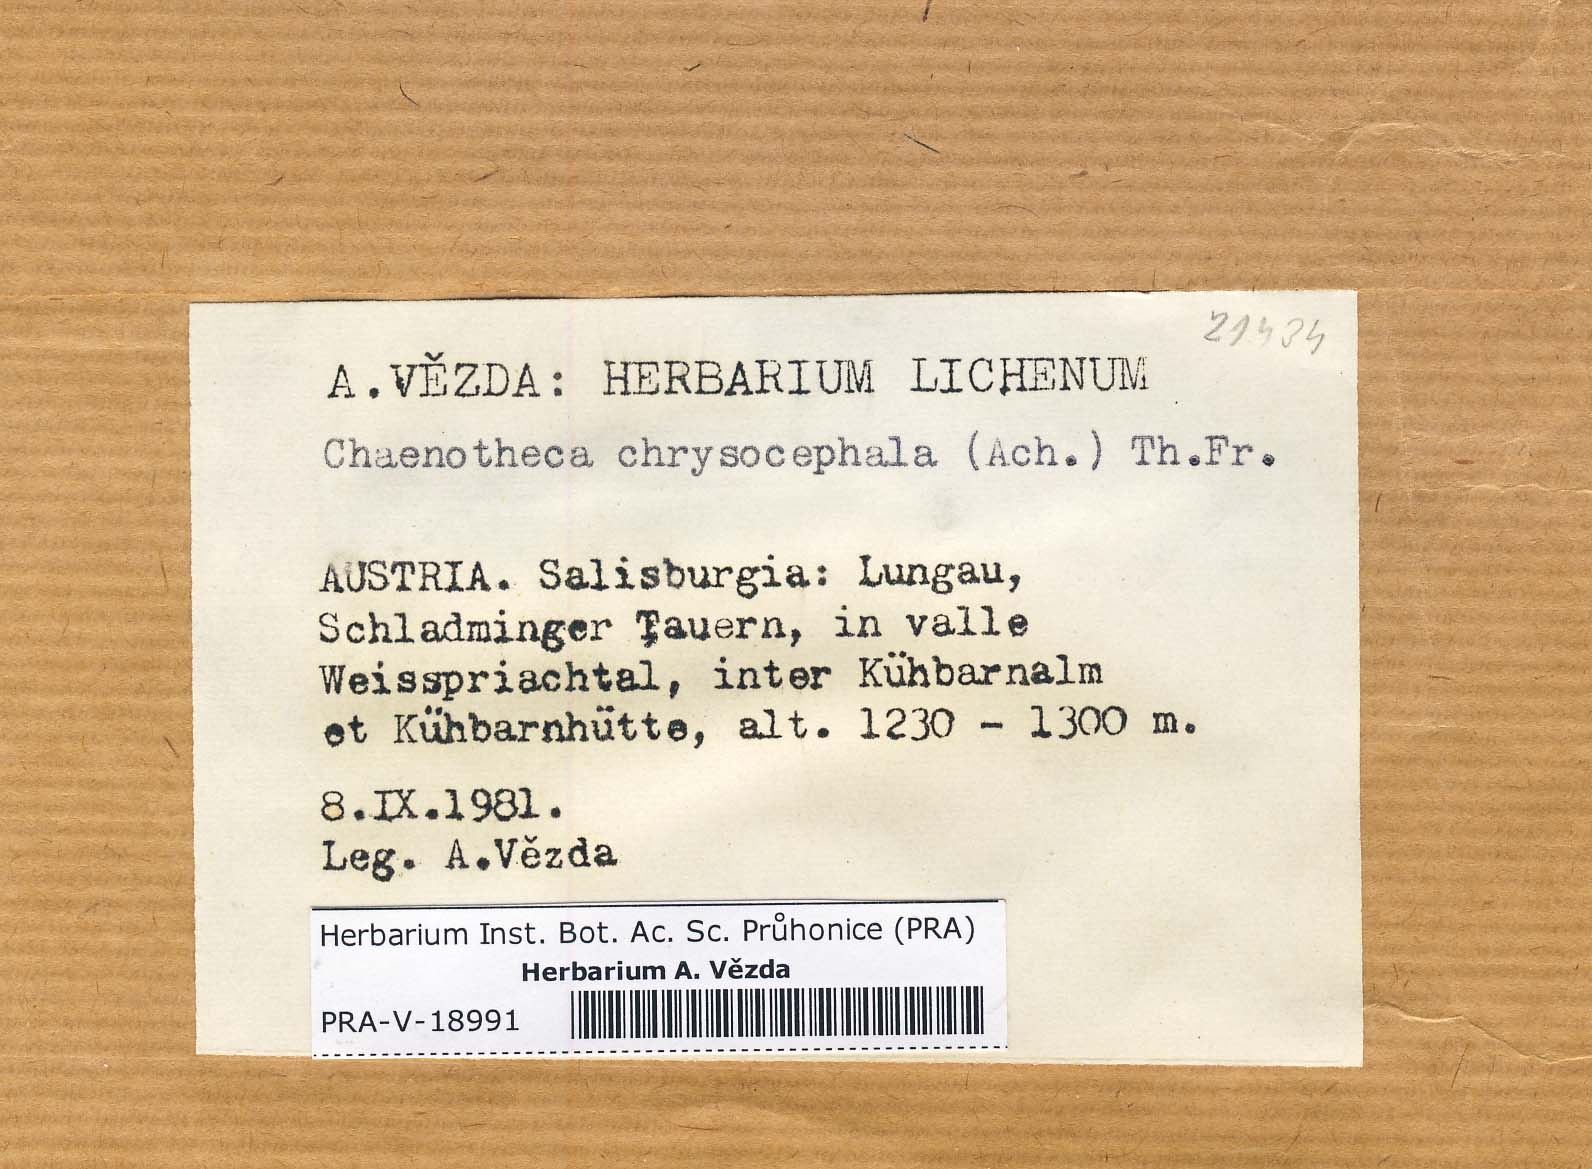 21434
A.VĚZDA: HERBARIUM LICHENUM
Chaenotheca chrysocephala (Ach.) Th.Fr.
AUSTRIA. Salisburgia: Lungau,
Schladminger Tauern, in valle
Weisspriachtal, inter Kühbarnalm
et Kühbarnhütte, alt. 1230 - 1300 m.
8.IX.1981.
Leg. A.Vězda
Herbarium Inst. Bot. Ac. Sc. Průhonice (PRA)
Herbarium A. Vězda
PRA-V-18991